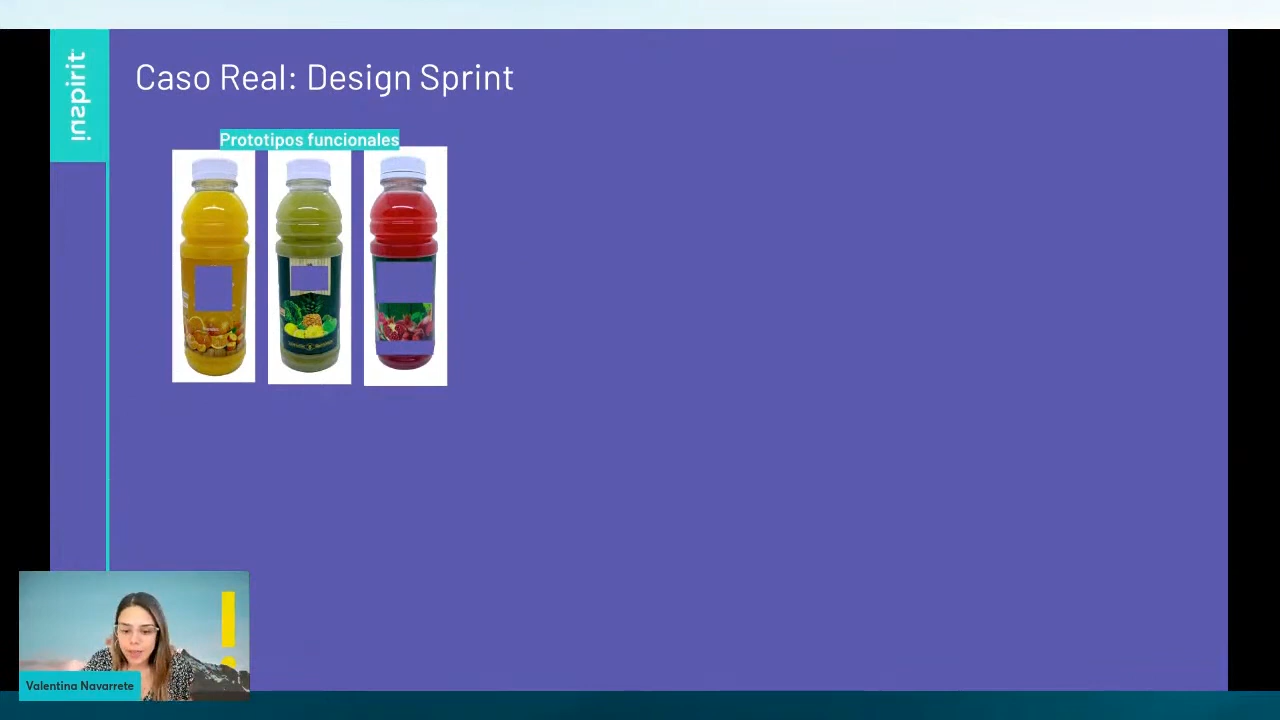 inspirit
Caso Real: Design Sprint
Prototipos funcionales
Valentina Navarrete